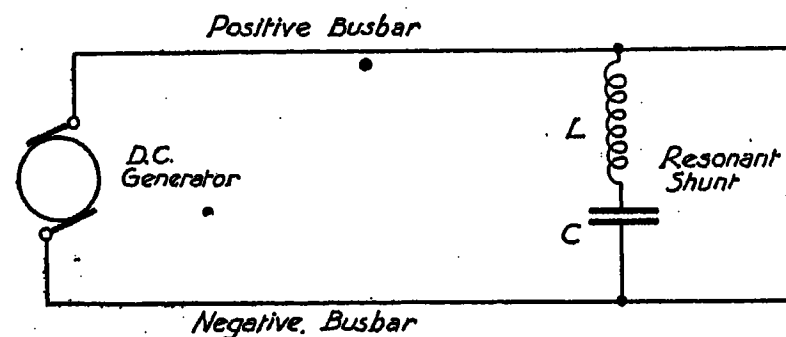 Positive Busbar
D.C.
Generator
L
Resonant
Shunt
C
Negative. Busbar